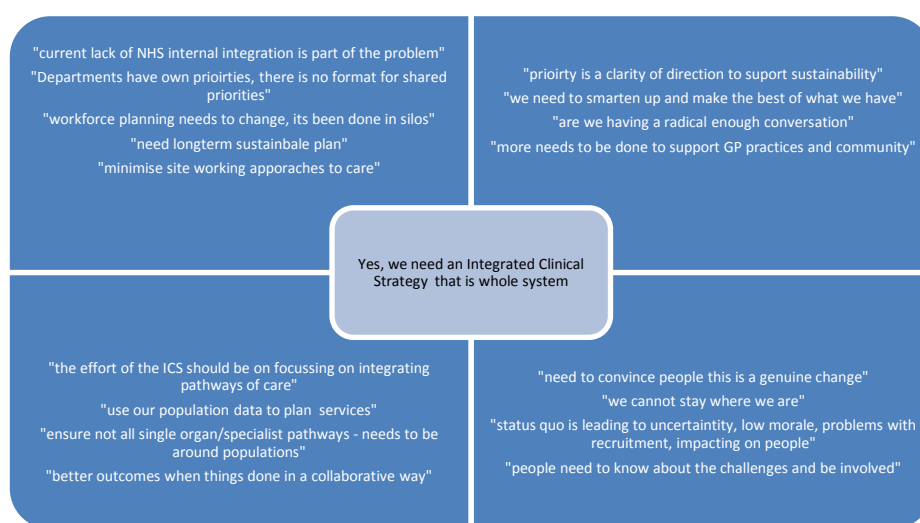 "current lack of NHS internal integration is part of the problem"
"Departments have own prioirties, there is no format for shared
priorities"
"workforce planning needs to change, its been done in silos"
"need longterm sustainbale plan"
"minimise site working apporaches to care"
"prioirty is a clarity of direction to suport sustainability"
"we need to smarten up and make the best of what we have"
"are we having a radical enough conversation"
"more needs to be done to support GP practices and community"
Yes, we need an Integrated Clinical
Strategy that is whole system
"the effort of the ICS should be on focussing on integrating
pathways of care"
"use our population data to plan services"
"ensure not all single organ/specialist pathways - needs to be
around populations"
"better outcomes when things done in a collaborative way"
"need to convince people this is a genuine change"
"we cannot stay where we are"
"status quo is leading to uncertaintity, low morale, problems with
recruitment, impacting on people"
"people need to know about the challenges and be involved"